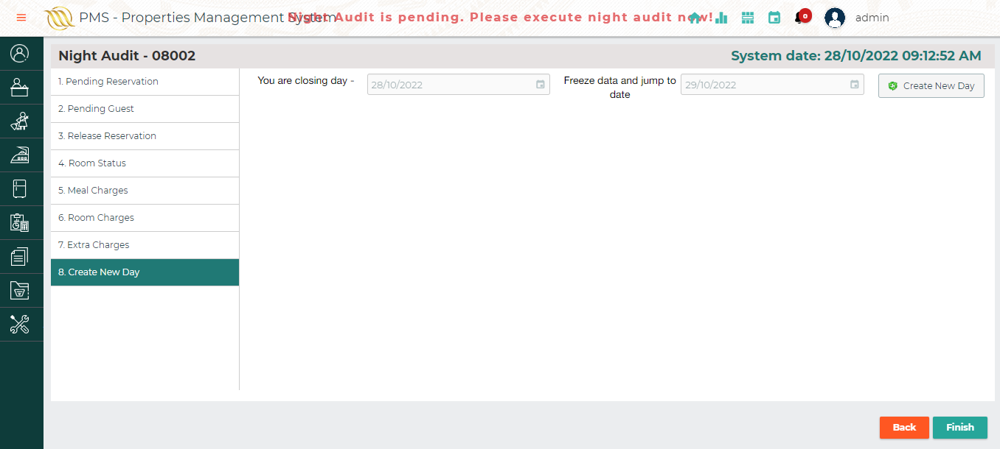 PMS - Properties Management System
Night Audit is pending. Please execute night audit now!
0
admin
Night Audit - 08002
System date: 28/10/2022 09:12:52 AM
1. Pending Reservation
2. Pending Guest
3. Release Reservation
4. Room Status
5. Meal Charges
6. Room Charges
7. Extra Charges
8. Create New Day
You are closing day -
28/10/2022
Freeze data and jump to
date
29/10/2022
Create New Day
Back
Finish